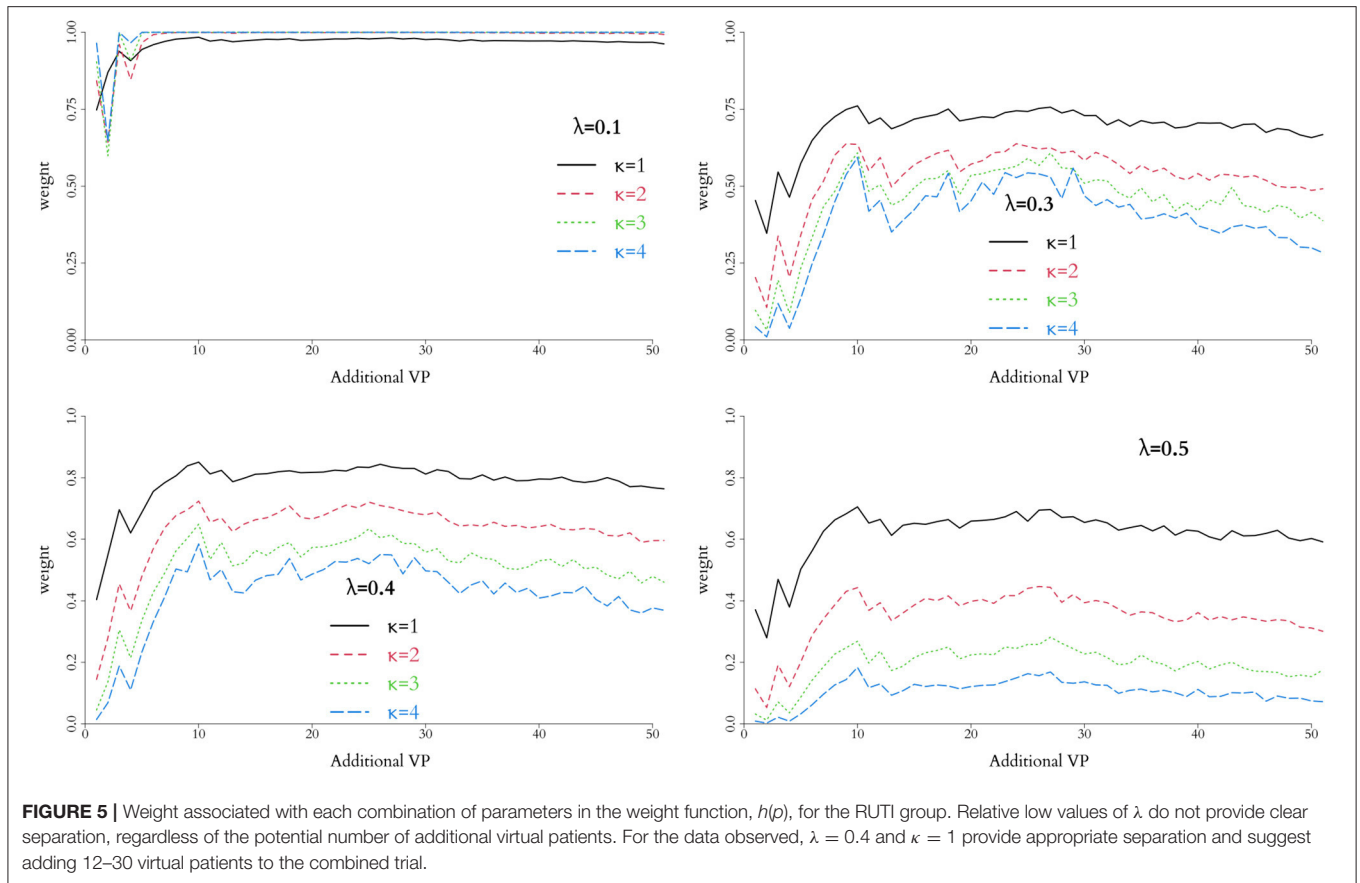 1.00
0.75
0.50
0.25
0.00
weight
λ=0.1
κ=1
κ=2
κ=3
κ=4
0 10 20 30 40 50
Additional VP
1.00
0.75
0.50
0.25
0.00
weight
λ=0.3
κ=1
κ=2
κ=3
κ=4
0 10 20 30 40 50
Additional VP
1.0
0.8
0.6
0.4
0.2
0.0
weight
λ=0.4
κ=1
κ=2
κ=3
κ=4
0 10 20 30 40 50
Additional VP
1.0
0.8
0.6
0.4
0.2
0.0
weight
λ=0.5
0 10 20 30 40 50
Additional VP
FIGURE 5 | Weight associated with each combination of parameters in the weight function, h(p), for the RUTI group. Relative low values of λ do not provide clear
separation, regardless of the potential number of additional virtual patients. For the data observed, λ = 0.4 and κ = 1 provide appropriate separation and suggest
adding 12–30 virtual patients to the combined trial.